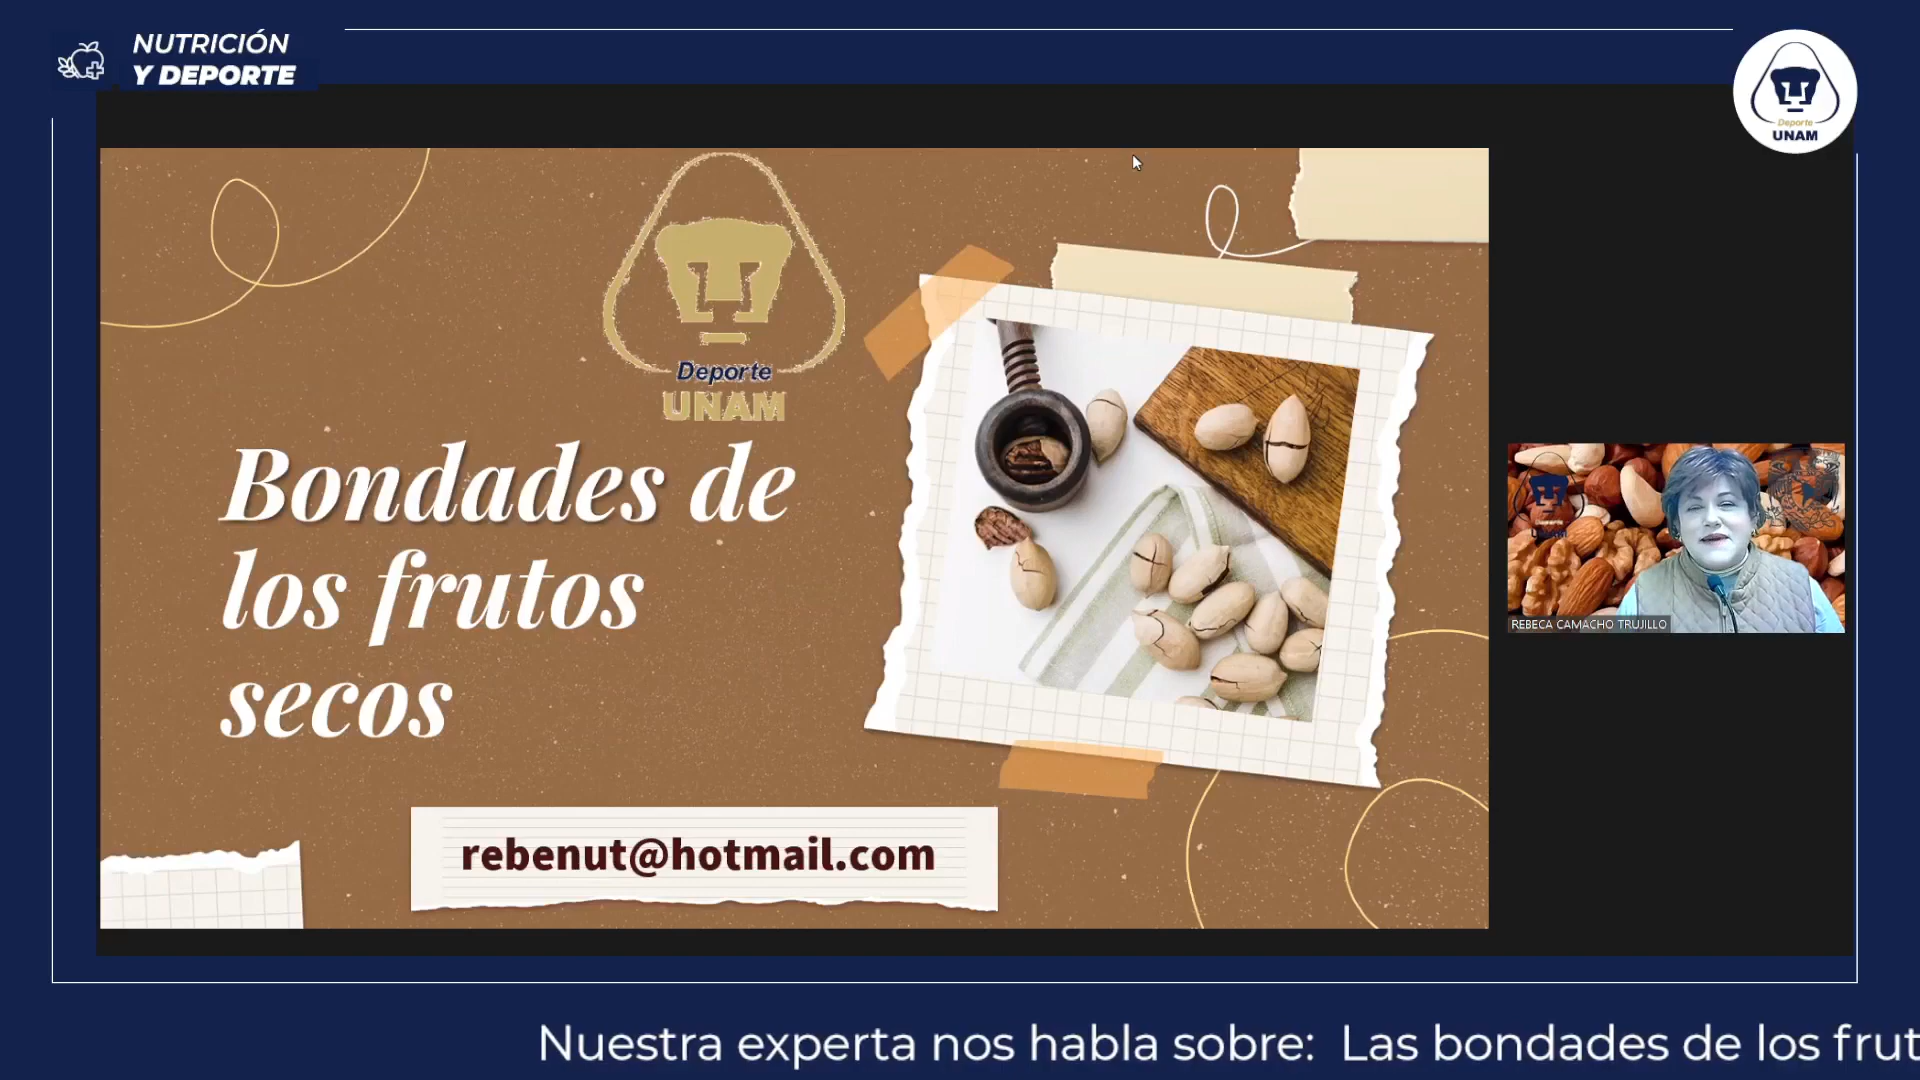 NUTRICIÓN
Y DEPORTE
Deporte
UNAM
Deporte
UNAM
Bondades de
los frutos
secos
rebenut@hotmail.com
REBECA CAMACHO TRUJILLO
Nuestra experta nos habla sobre: Las bondades de los frut